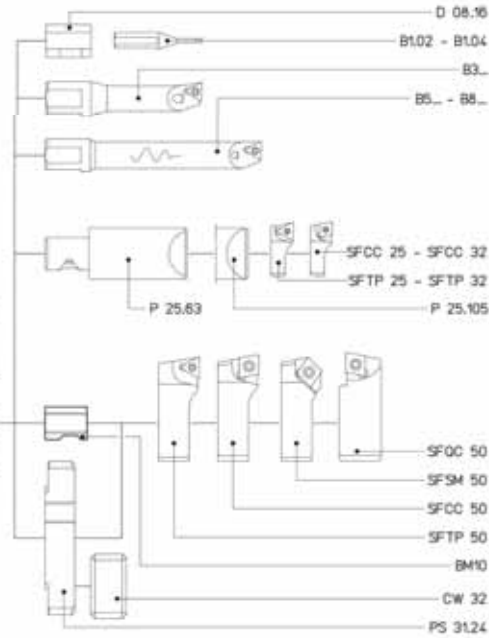 D 08.16
B1.02 - B1.04
B3...
B5... - B8...
SFCC 25 - SFCC 32
SFTP 25 - SFTP 32
P 25.63
P 25.105
SFQC 50
SFSM 50
SFCC 50
SFTP 50
BM10
CW 32
PS 31.24